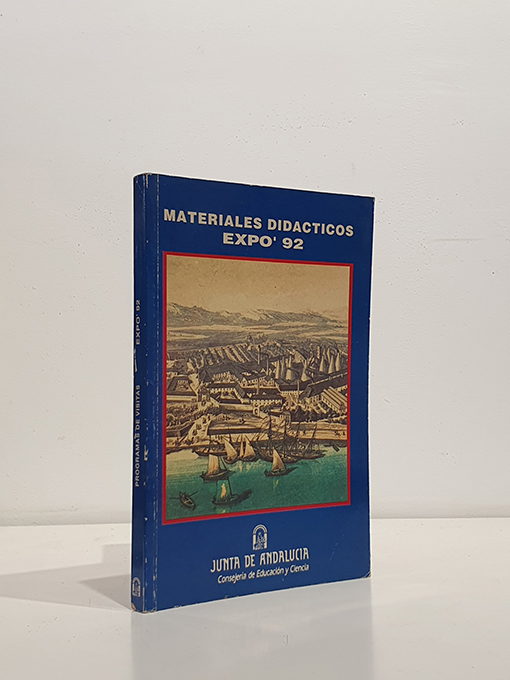 MATERIALES DIDACTICOS
EXPO' 92
JUNTA DE ANDALUCIA
Consejería de Educación y Ciencia
PROGRAMAS DE VISITAS EXPO' 92